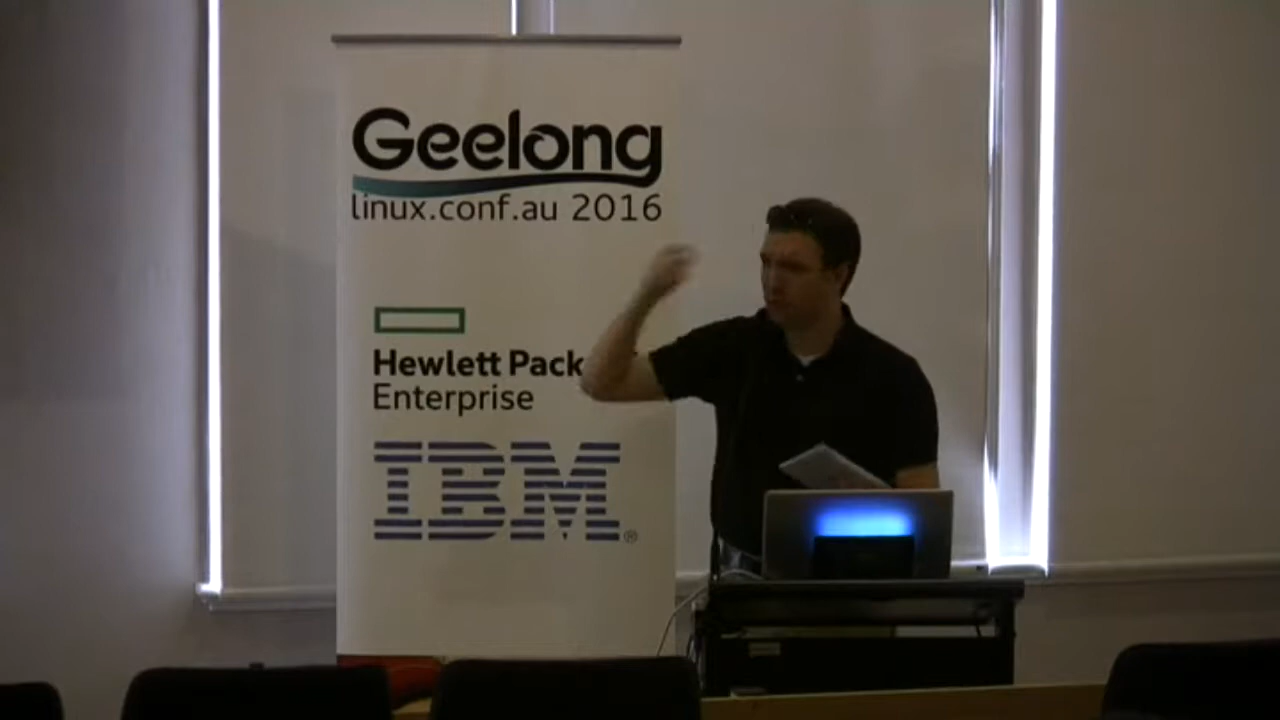 Geelong
linux.conf.au 2016
Hewlett Pack
Enterprise
IBM®